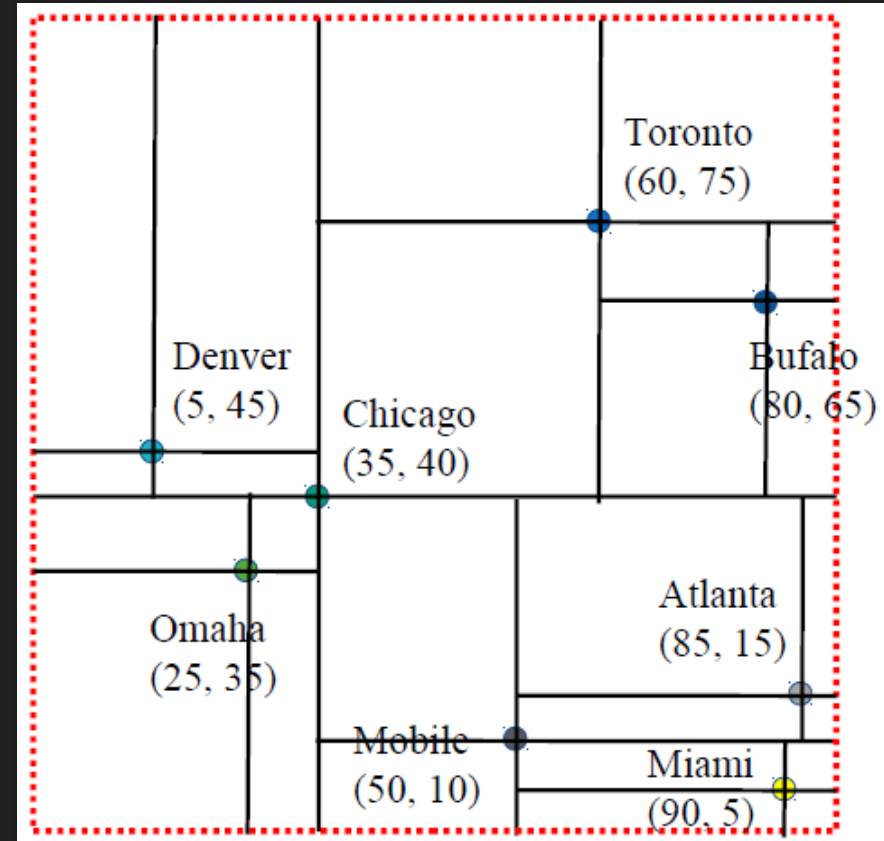 Toronto
(60, 75)
Denver
(5, 45)
Bufalo
(80, 65)
Chicago
(35, 40)
Atlanta
(85, 15)
Omaha
(25, 35)
Mobile
(50, 10)
Miami
(90, 5)